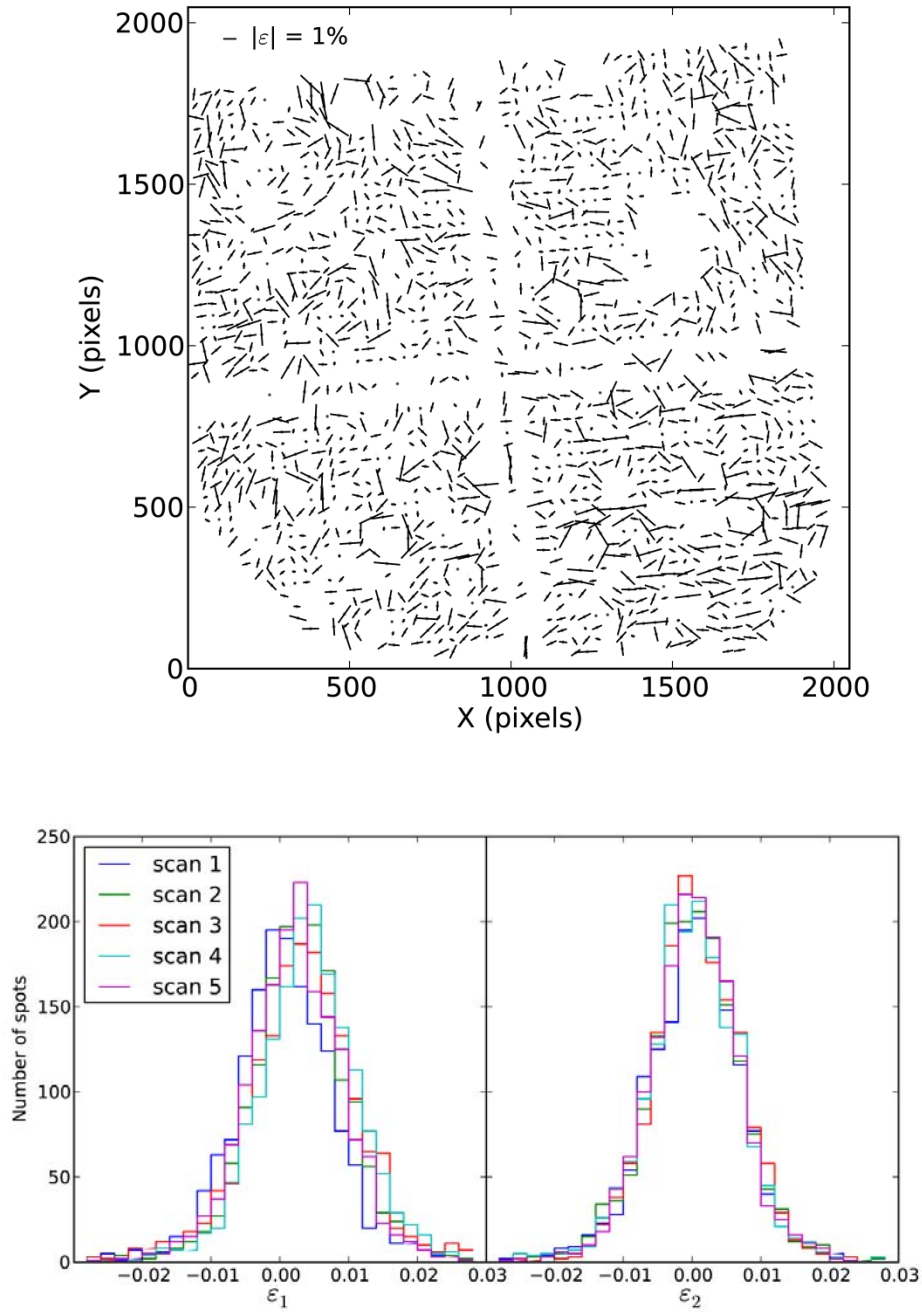 2000
|ε| = 1%
1500
1000
500
0
Y (pixels)
0 500 1000 1500 2000
X (pixels)
250
200
150
100
50
0
Number of spots
scan 1
scan 2
scan 3
scan 4
scan 5
−0.02 −0.01 0.00 0.01 0.02 0.03 −0.02 −0.01 0.00 0.01 0.02 0.03
ε1
ε2